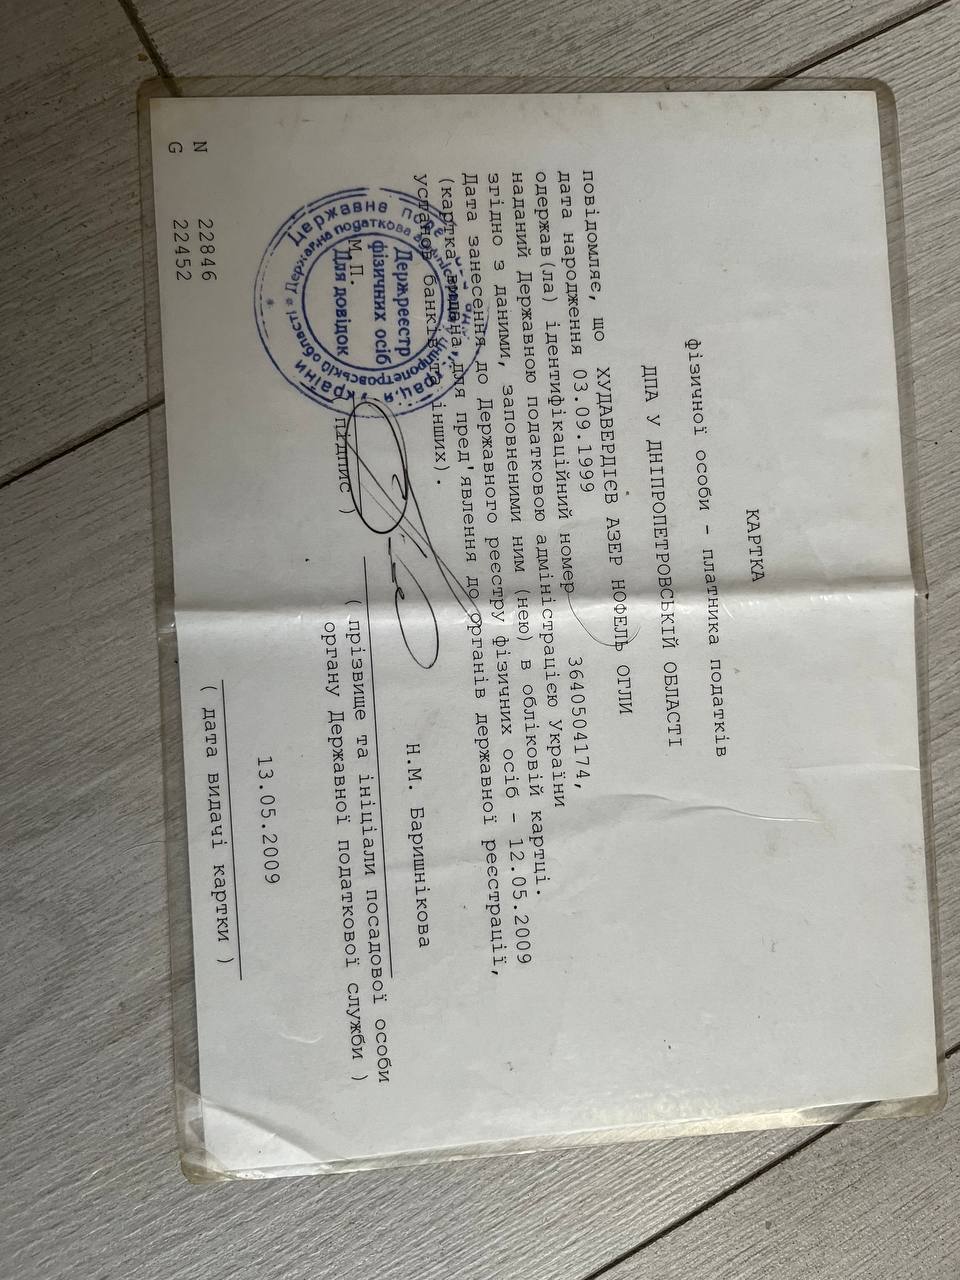 КАРТКА
фізичної особи - платника податків
ДПА У ДНІПРОПЕТРОВСЬКІЙ ОБЛАСТІ
повідомляє, що ХУДАВЕРДІЄВ АЗЕР НОФЕЛЬ ОГЛИ
дата народження 03.09.1999
одержав(ла) ідентифікаційний номер 364050 4174,
наданий Державною податковою адміністрацією України
згідно з даними, заповненими ним (нею) в обліковій картці.
Дата занесення до Державного реєстру фізичних осіб - 12.05.2009
(картка видана для пред'явлення до органів державної реєстрації,
установ банків та інших).
Н.М. Баришнікова
М.П.
( підпис )
( прізвище та ініціали посадової особи
органу Державної податкової служби )
13.05.2009
( дата видачі картки )
N 22846
G 22452
Держреєстр
фізичних осіб
Для довідок